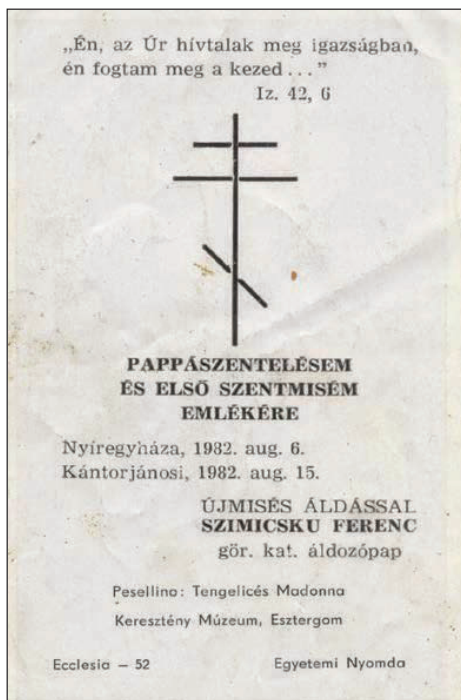 „Én, az Úr hívtalak meg igazságban,
én fogtam meg a kezed . . .”
Iz. 42, 6
PAPPÁSZENTELÉSEM
ÉS ELSŐ SZENTMISÉM
EMLÉKÉRE
Nyíregyháza, 1982. aug. 6.
Kántorjánosi, 1982. aug. 15.
ÚJMISÉS ÁLDÁSSAL
SZIMICSKU FERENC
gör. kat. áldozópap
Pesellino: Tengelicés Madonna
Keresztény Múzeum, Esztergom
Ecclesia – 52 Egyetemi Nyomda